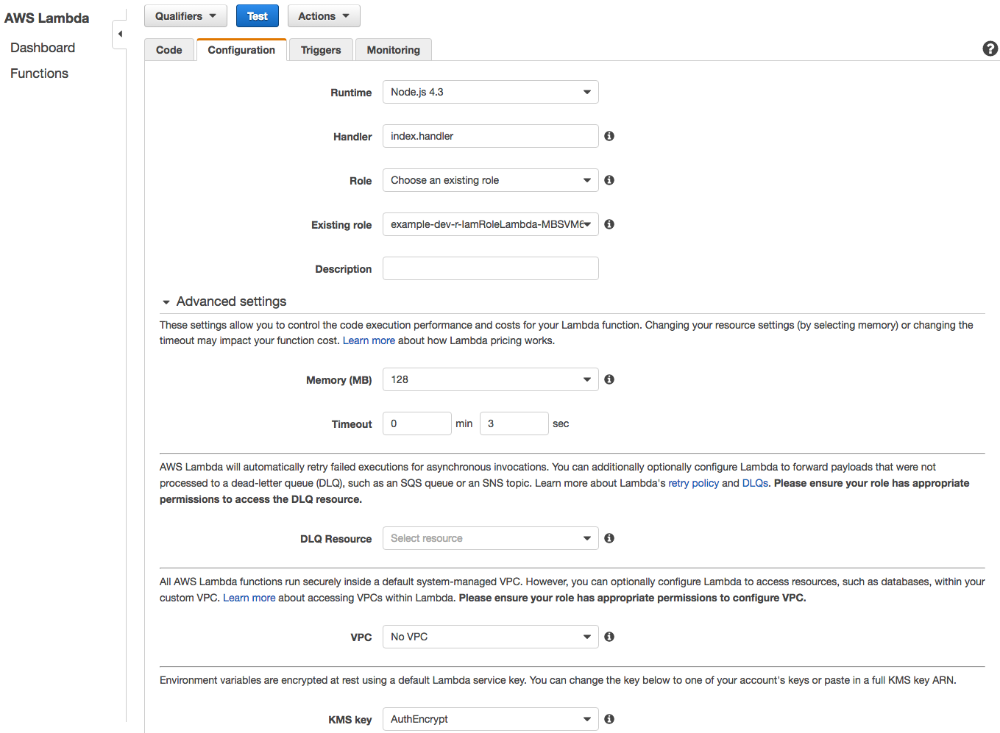 AWS Lambda
Dashboard
Functions
Qualifiers
Test
Actions
Code
Configuration
Triggers
Monitoring
Runtime
Node.js 4.3
Handler
index.handler
Role
Choose an existing role
Existing role
example-dev-r-IamRoleLambda-MBSVM6
Description
Advanced settings
These settings allow you to control the code execution performance and costs for your Lambda function. Changing your resource settings (by selecting memory) or changing the
timeout may impact your function cost. Learn more about how Lambda pricing works.
Memory (MB)
128
Timeout
0 min 3 sec
AWS Lambda will automatically retry failed executions for asynchronous invocations. You can additionally optionally configure Lambda to forward payloads that were not
processed to a dead-letter queue (DLQ), such as an SQS queue or an SNS topic. Learn more about Lambda's retry policy and DLQs. Please ensure your role has appropriate
permissions to access the DLQ resource.
DLQ Resource
Select resource
All AWS Lambda functions run securely inside a default system-managed VPC. However, you can optionally configure Lambda to access resources, such as databases, within your
custom VPC. Learn more about accessing VPCs within Lambda. Please ensure your role has appropriate permissions to configure VPC.
VPC
No VPC
Environment variables are encrypted at rest using a default Lambda service key. You can change the key below to one of your account's keys or paste in a full KMS key ARN.
KMS key
AuthEncrypt